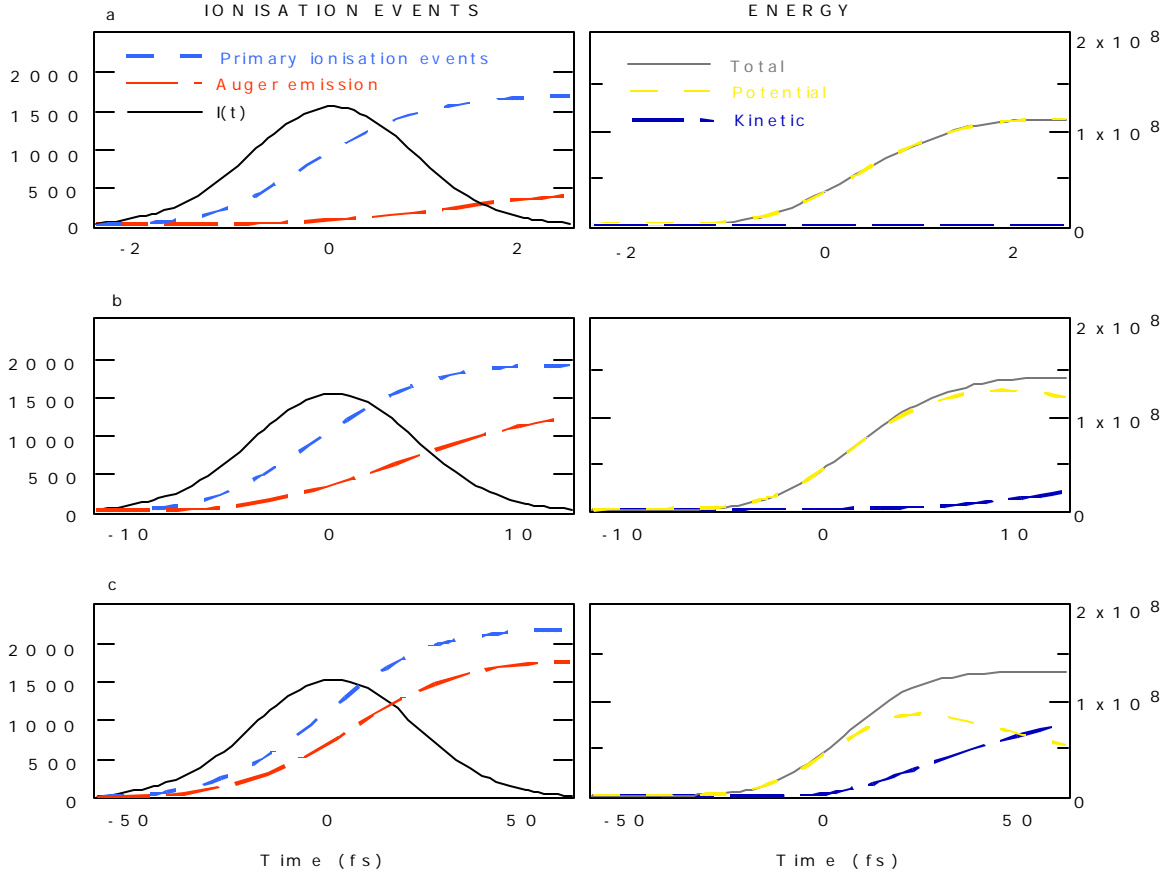 IONISATION EVENTS
ENERGY
a
2000
1500
1000
500
0
Primary ionisation events
Auger emission
I(t)
-2 0 2
Total
Potential
Kinetic
2 x 10^8
1 x 10^8
0
-2 0 2
b
2000
1500
1000
500
0
-10 0 10
2 x 10^8
1 x 10^8
0
-10 0 10
c
2000
1500
1000
500
0
-50 0 50
2 x 10^8
1 x 10^8
0
-50 0 50
Time (fs)
Time (fs)